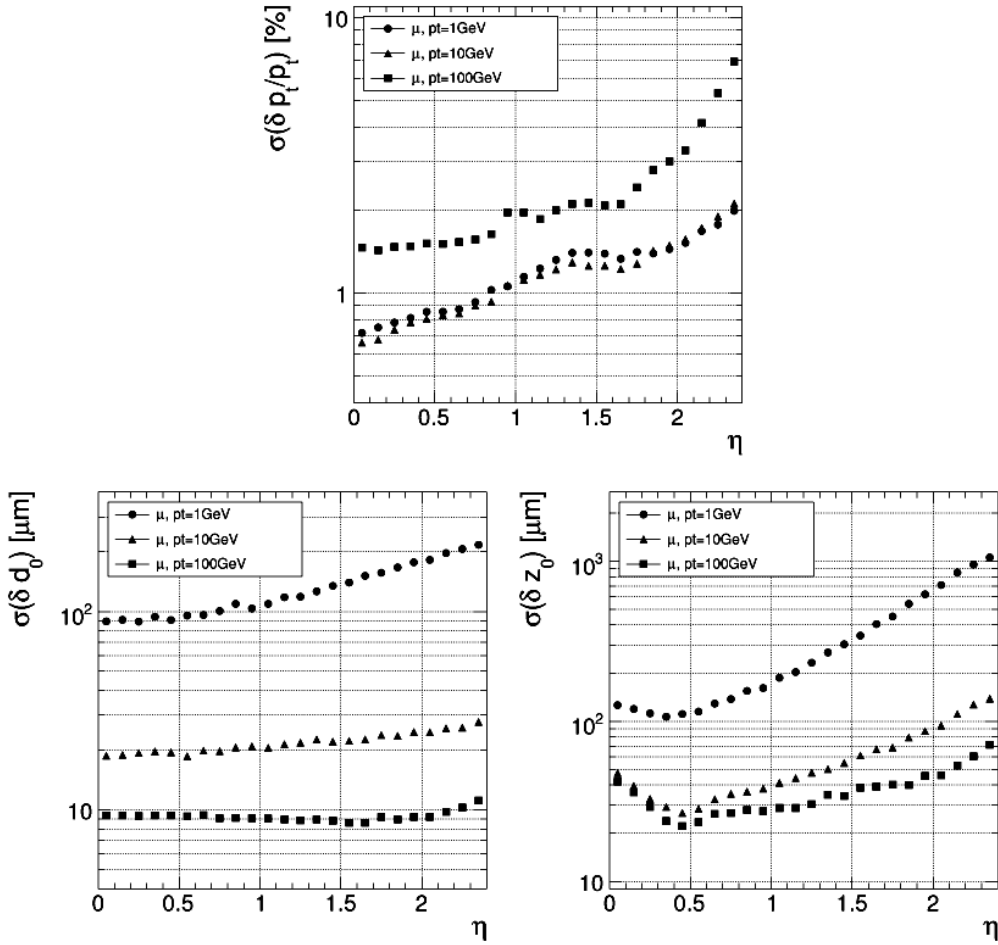 σ(δ pₜ/pₜ) [%]
10
1
μ, pt=1GeV
μ, pt=10GeV
μ, pt=100GeV
0 0.5 1 1.5 2
η
σ(δ d₀) [μm]
10²
10
μ, pt=1GeV
μ, pt=10GeV
μ, pt=100GeV
0 0.5 1 1.5 2
η
σ(δ z₀) [μm]
10³
10²
10
μ, pt=1GeV
μ, pt=10GeV
μ, pt=100GeV
0 0.5 1 1.5 2
η